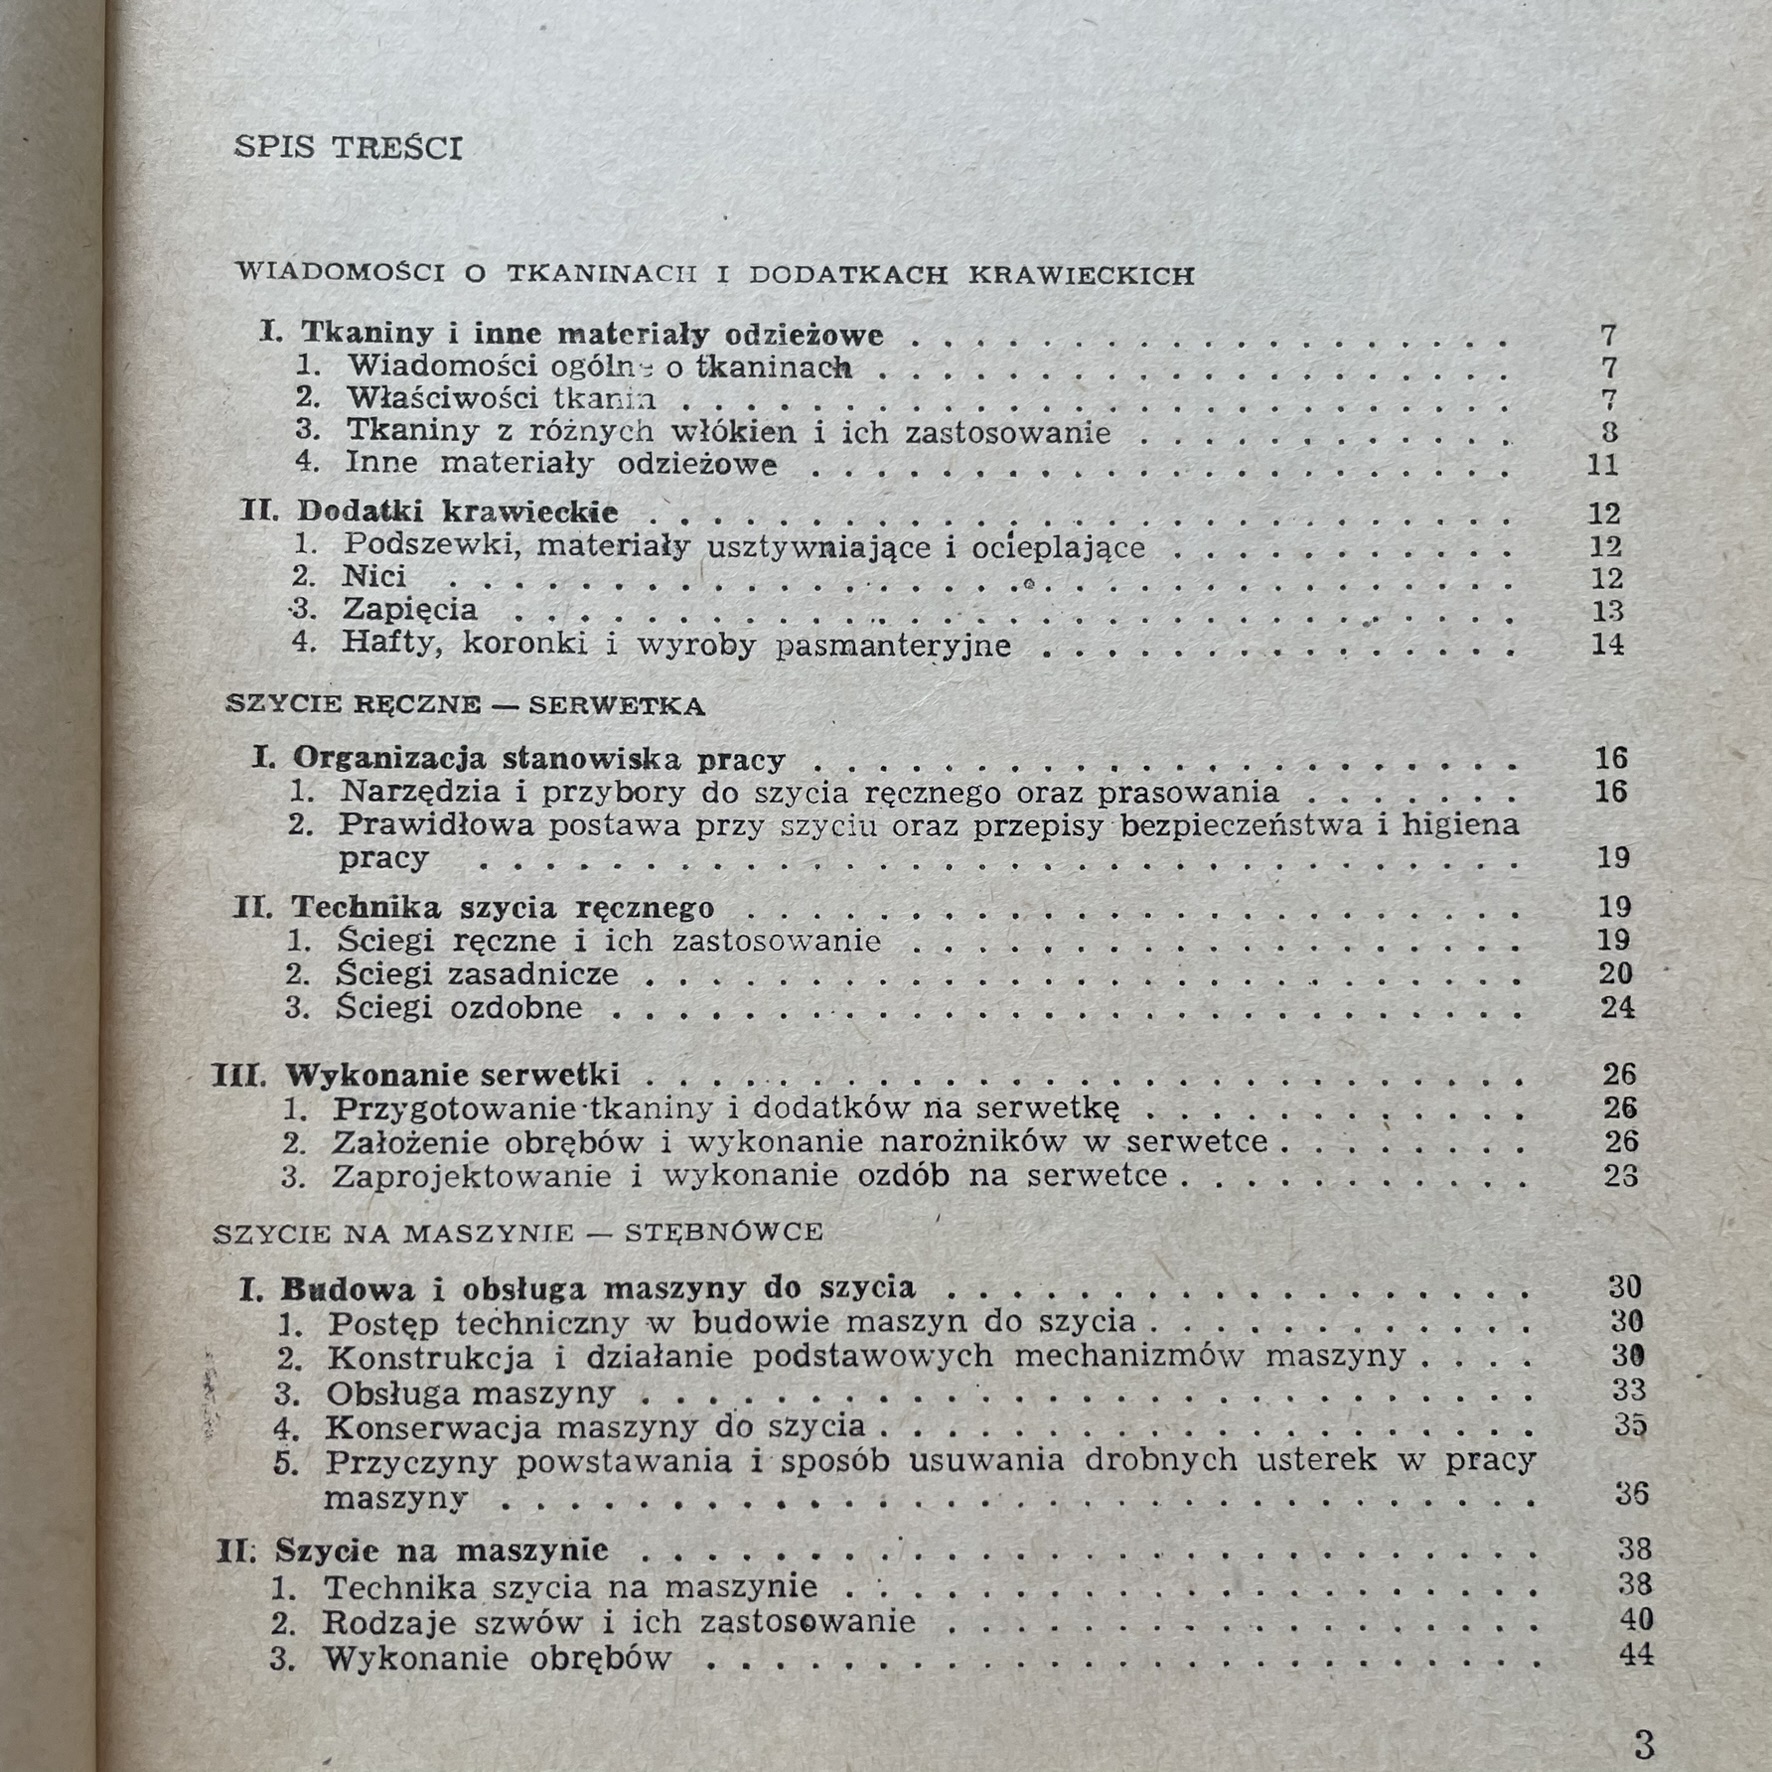 SPIS TREŚCI
WIADOMOŚCI O TKANINACH I DODATKACH KRAWIECKICH
I. Tkaniny i inne materiały odzieżowe . . . . . . . . . . . . . . . . . . . 7
1. Wiadomości ogólne o tkaninach . . . . . . . . . . . . . . . . . . . . 7
2. Właściwości tkanin . . . . . . . . . . . . . . . . . . . . . . . . . . 7
3. Tkaniny z różnych włókien i ich zastosowanie . . . . . . . . . . . . 8
4. Inne materiały odzieżowe . . . . . . . . . . . . . . . . . . . . . . 11
II. Dodatki krawieckie . . . . . . . . . . . . . . . . . . . . . . . . . . . 12
1. Podszewki, materiały usztywniające i ocieplające . . . . . . . . . . . 12
2. Nici . . . . . . . . . . . . . . . . . . . . . . . . . . . . . . . . . 12
3. Zapięcia . . . . . . . . . . . . . . . . . . . . . . . . . . . . . . . 13
4. Hafty, koronki i wyroby pasmanteryjne . . . . . . . . . . . . . . . 14
SZYCIE RĘCZNE — SERWETKA
I. Organizacja stanowiska pracy . . . . . . . . . . . . . . . . . . . . . . 16
1. Narzędzia i przybory do szycia ręcznego oraz prasowania . . . . . . . 16
2. Prawidłowa postawa przy szyciu oraz przepisy bezpieczeństwa i higiena
pracy . . . . . . . . . . . . . . . . . . . . . . . . . . . . . . . . 19
II. Technika szycia ręcznego . . . . . . . . . . . . . . . . . . . . . . . . 19
1. Ściegi ręczne i ich zastosowanie . . . . . . . . . . . . . . . . . . . 19
2. Ściegi zasadnicze . . . . . . . . . . . . . . . . . . . . . . . . . . . 20
3. Ściegi ozdobne . . . . . . . . . . . . . . . . . . . . . . . . . . . . 24
III. Wykonanie serwetki . . . . . . . . . . . . . . . . . . . . . . . . . . . 26
1. Przygotowanie tkaniny i dodatków na serwetkę . . . . . . . . . . . . 26
2. Założenie obrębów i wykonanie narożników w serwetce . . . . . . . . 26
3. Zaprojektowanie i wykonanie ozdób na serwetce . . . . . . . . . . . 28
SZYCIE NA MASZYNIE — STĘBNÓWCE
I. Budowa i obsługa maszyny do szycia . . . . . . . . . . . . . . . . . . 30
1. Postęp techniczny w budowie maszyn do szycia . . . . . . . . . . . . 30
2. Konstrukcja i działanie podstawowych mechanizmów maszyny . . . . 30
3. Obsługa maszyny . . . . . . . . . . . . . . . . . . . . . . . . . . . 33
4. Konserwacja maszyny do szycia . . . . . . . . . . . . . . . . . . . . 35
5. Przyczyny powstawania i sposób usuwania drobnych usterek w pracy
maszyny . . . . . . . . . . . . . . . . . . . . . . . . . . . . . . . 36
II. Szycie na maszynie . . . . . . . . . . . . . . . . . . . . . . . . . . . 38
1. Technika szycia na maszynie . . . . . . . . . . . . . . . . . . . . . 38
2. Rodzaje szwów i ich zastosowanie . . . . . . . . . . . . . . . . . . 40
3. Wykonanie obrębów . . . . . . . . . . . . . . . . . . . . . . . . . 44
3